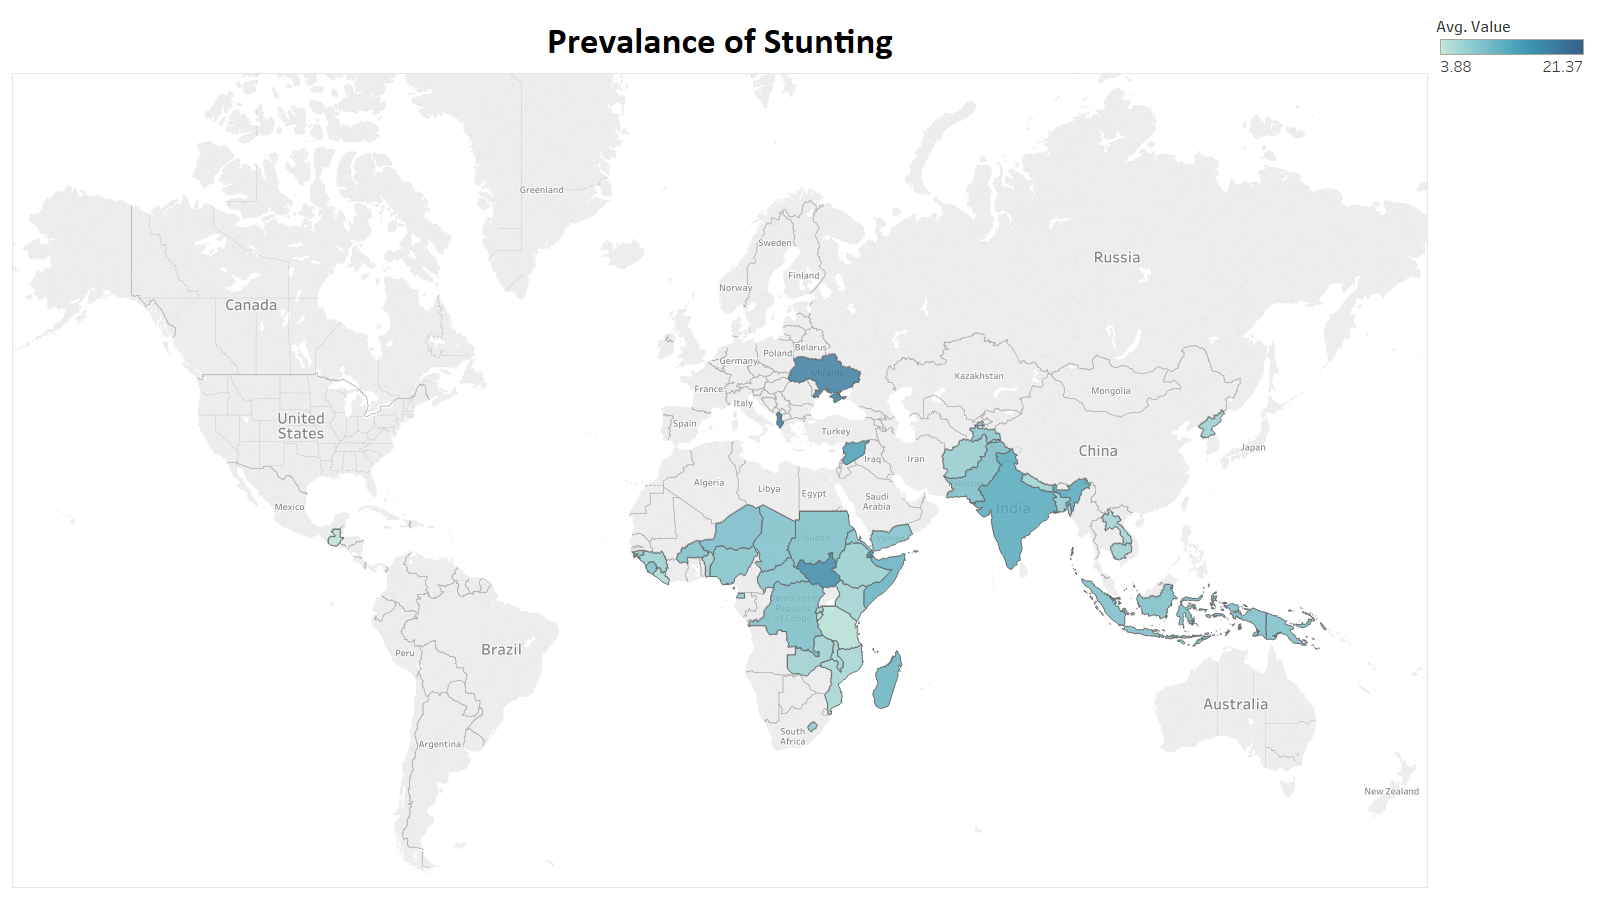 Prevalance of Stunting
Avg. Value
3.88
21.37
Greenland
Sweden
Finland
Norway
Russia
Canada
Belarus
Poland
Germany
Ukraine
Kazakhstan
France
Mongolia
Italy
United
States
Spain
Turkey
China
Japan
Iraq
Iran
Algeria
Libya
Egypt
Saudi
Arabia
Mexico
India
Sudan
Yemen
Democratic
Republic
of Congo
Peru
Brazil
Australia
South
Africa
Argentina
New Zealand